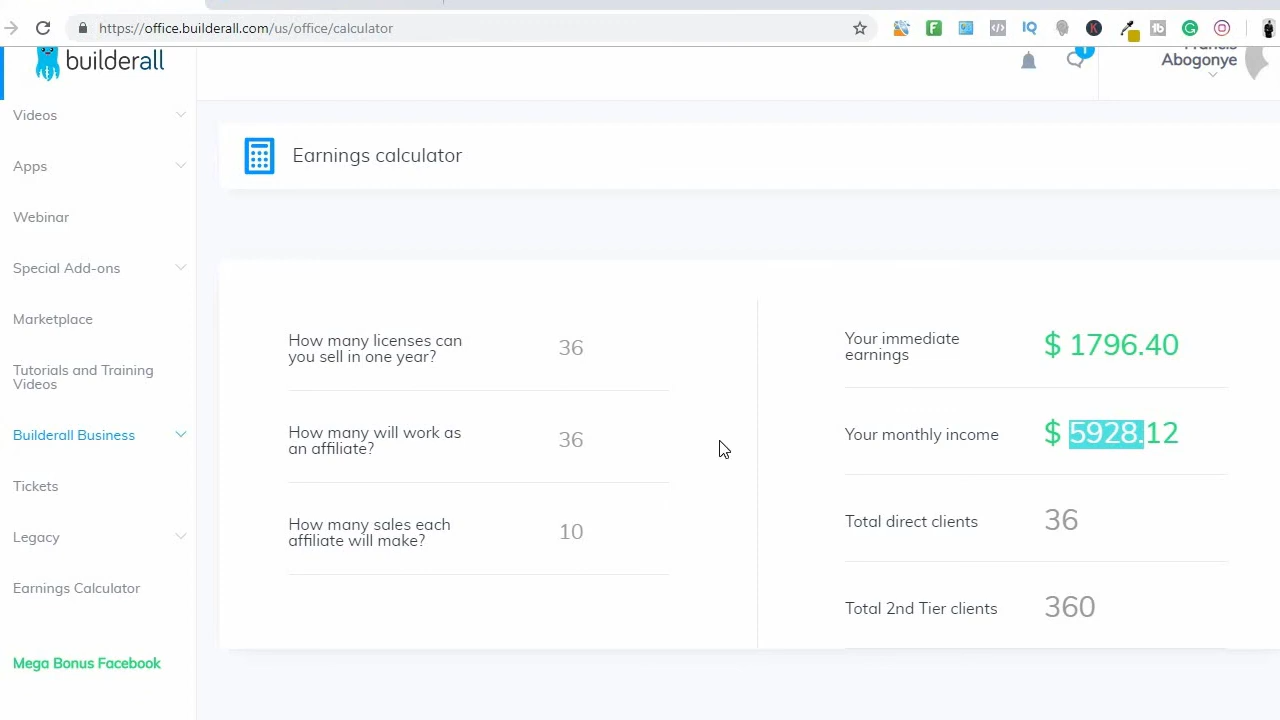 https://office.builderall.com/us/office/calculator
builderall
1
Francis
Abogonye
Videos
Apps
Webinar
Special Add-ons
Marketplace
Tutorials and Training
Videos
Builderall Business
Tickets
Legacy
Earnings Calculator
Mega Bonus Facebook
Earnings calculator
How many licenses can
you sell in one year?
36
How many will work as
an affiliate?
36
How many sales each
affiliate will make?
10
Your immediate
earnings
$ 1796.40
Your monthly income
$ 5928.12
Total direct clients
36
Total 2nd Tier clients
360